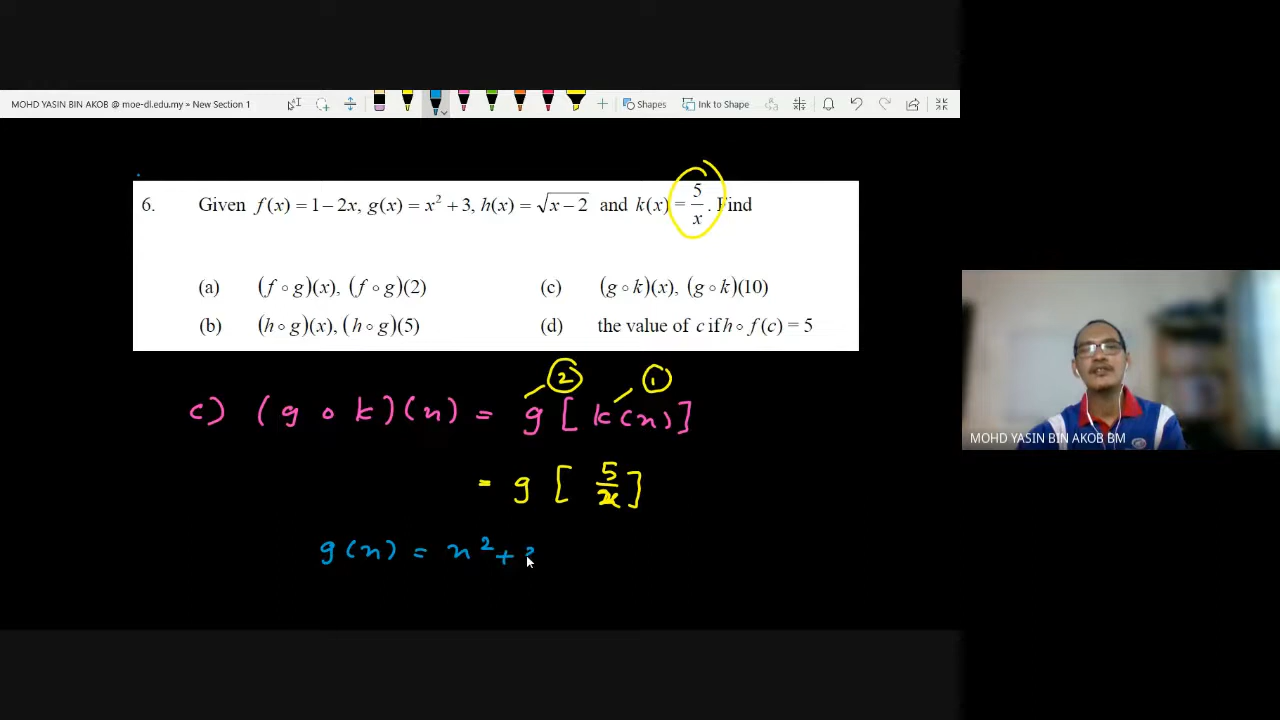 MOHD YASIN BIN AKOB @ moe-dl.edu.my » New Section 1
Shapes
Ink to Shape
6. Given f(x) = 1 − 2x, g(x) = x² + 3, h(x) = √(x − 2) and k(x) = 5/x. Find
(a) (f ∘ g)(x), (f ∘ g)(2)
(c) (g ∘ k)(x), (g ∘ k)(10)
(b) (h ∘ g)(x), (h ∘ g)(5)
(d) the value of c if h ∘ f(c) = 5
② ①
c) (g o k)(x) = g [k(x)]
= g [5/x]
g(x) = x² +
MOHD YASIN BIN AKOB BM